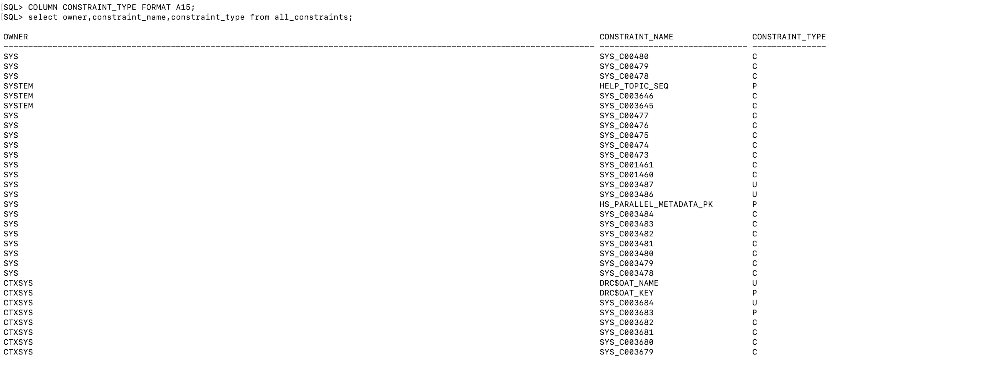 [SQL> COLUMN CONSTRAINT_TYPE FORMAT A15;
[SQL> select owner,constraint_name,constraint_type from all_constraints;
OWNER CONSTRAINT_NAME CONSTRAINT_TYPE
------------------------------------------------------------------------------------------------------------------------ ------------------------------ ---------------
SYS SYS_C00480 C
SYS SYS_C00479 C
SYS SYS_C00478 C
SYSTEM HELP_TOPIC_SEQ P
SYSTEM SYS_C003646 C
SYSTEM SYS_C003645 C
SYS SYS_C00477 C
SYS SYS_C00476 C
SYS SYS_C00475 C
SYS SYS_C00474 C
SYS SYS_C00473 C
SYS SYS_C001461 C
SYS SYS_C001460 C
SYS SYS_C003487 U
SYS SYS_C003486 U
SYS HS_PARALLEL_METADATA_PK P
SYS SYS_C003484 C
SYS SYS_C003483 C
SYS SYS_C003482 C
SYS SYS_C003481 C
SYS SYS_C003480 C
SYS SYS_C003479 C
SYS SYS_C003478 C
CTXSYS DRC$OAT_NAME U
CTXSYS DRC$OAT_KEY P
CTXSYS SYS_C003684 U
CTXSYS SYS_C003683 P
CTXSYS SYS_C003682 C
CTXSYS SYS_C003681 C
CTXSYS SYS_C003680 C
CTXSYS SYS_C003679 C